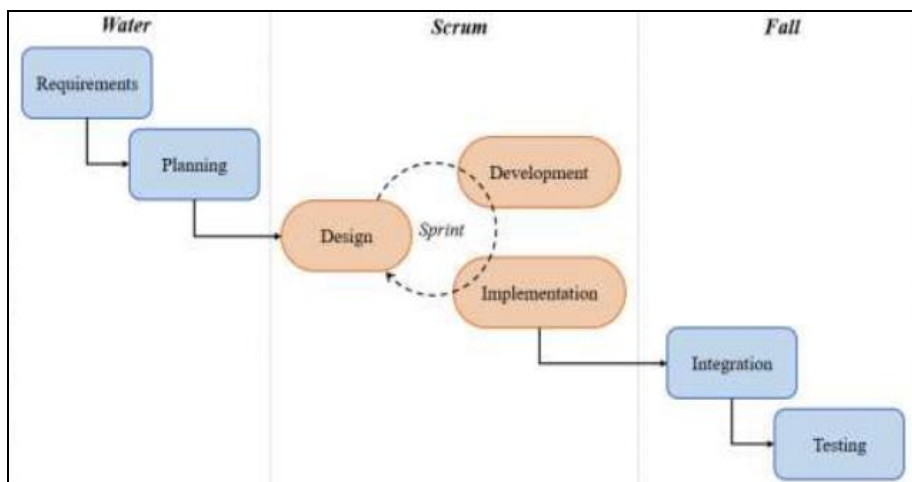 Water
Scrum
Fall
Requirements
Planning
Development
Design
Sprint
Implementation
Integration
Testing